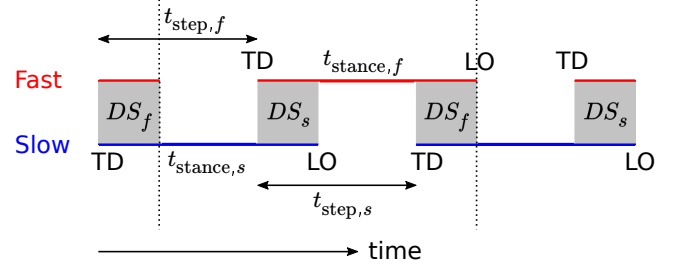 t_step,f
TD t_stance,f LO TD
Fast
DS_f DS_s DS_f DS_s
Slow
TD t_stance,s LO TD LO
t_step,s
time